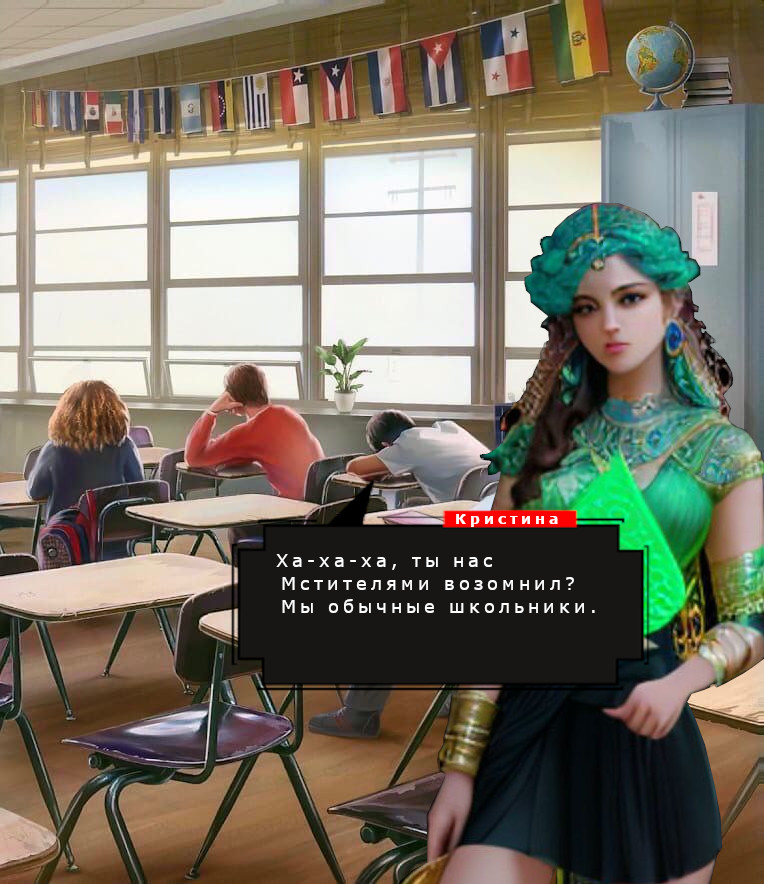 Кристина
Ха-ха-ха, ты нас
Мстителями возомнил?
Мы обычные школьники.